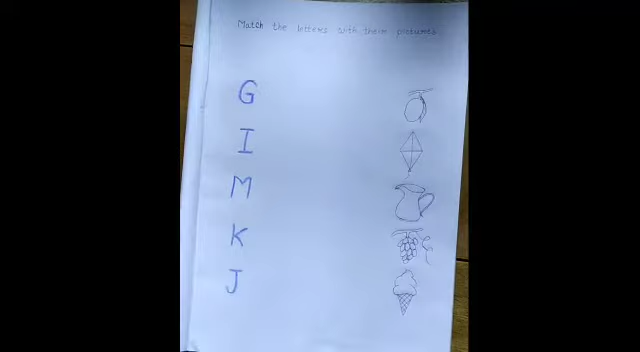 Match the letters with their pictures
G
I
M
K
J